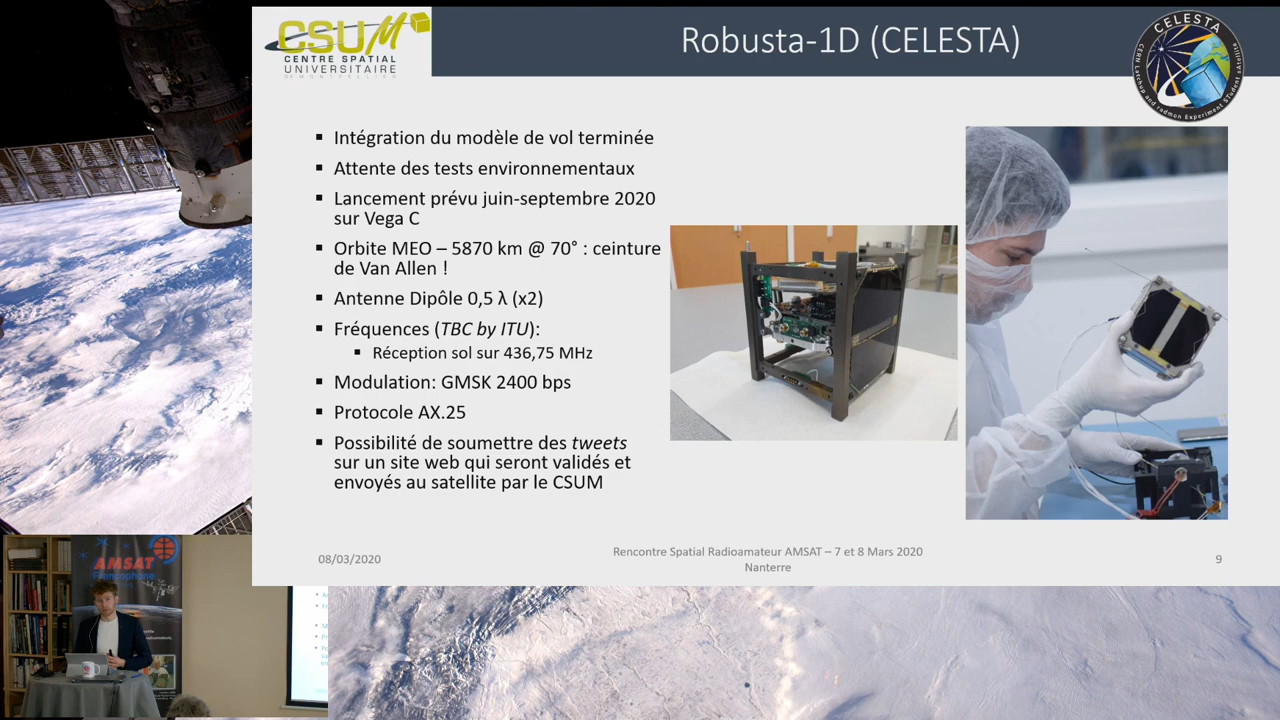 CSUM
CENTRE SPATIAL
UNIVERSITAIRE
DE MONTPELLIER
Robusta-1D (CELESTA)
CELESTA
CERN Latchup and radmon Experiment STudent sAtellite
▪ Intégration du modèle de vol terminée
▪ Attente des tests environnementaux
▪ Lancement prévu juin-septembre 2020
sur Vega C
▪ Orbite MEO – 5870 km @ 70° : ceinture
de Van Allen !
▪ Antenne Dipôle 0,5 λ (x2)
▪ Fréquences (TBC by ITU):
▪ Réception sol sur 436,75 MHz
▪ Modulation: GMSK 2400 bps
▪ Protocole AX.25
▪ Possibilité de soumettre des tweets
sur un site web qui seront validés et
envoyés au satellite par le CSUM
08/03/2020
Rencontre Spatial Radioamateur AMSAT – 7 et 8 Mars 2020
Nanterre
9
AMSAT
Francophone